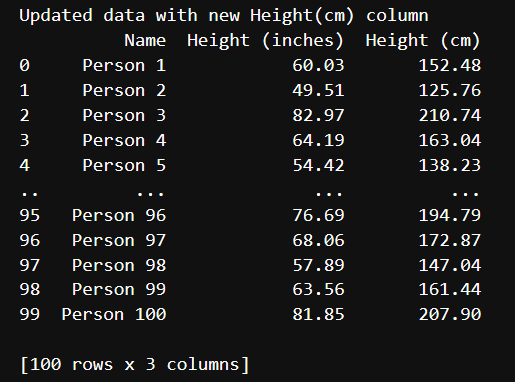 Updated data with new Height(cm) column
Name Height (inches) Height (cm)
0 Person 1 60.03 152.48
1 Person 2 49.51 125.76
2 Person 3 82.97 210.74
3 Person 4 64.19 163.04
4 Person 5 54.42 138.23
.. ... ... ...
95 Person 96 76.69 194.79
96 Person 97 68.06 172.87
97 Person 98 57.89 147.04
98 Person 99 63.56 161.44
99 Person 100 81.85 207.90
[100 rows x 3 columns]